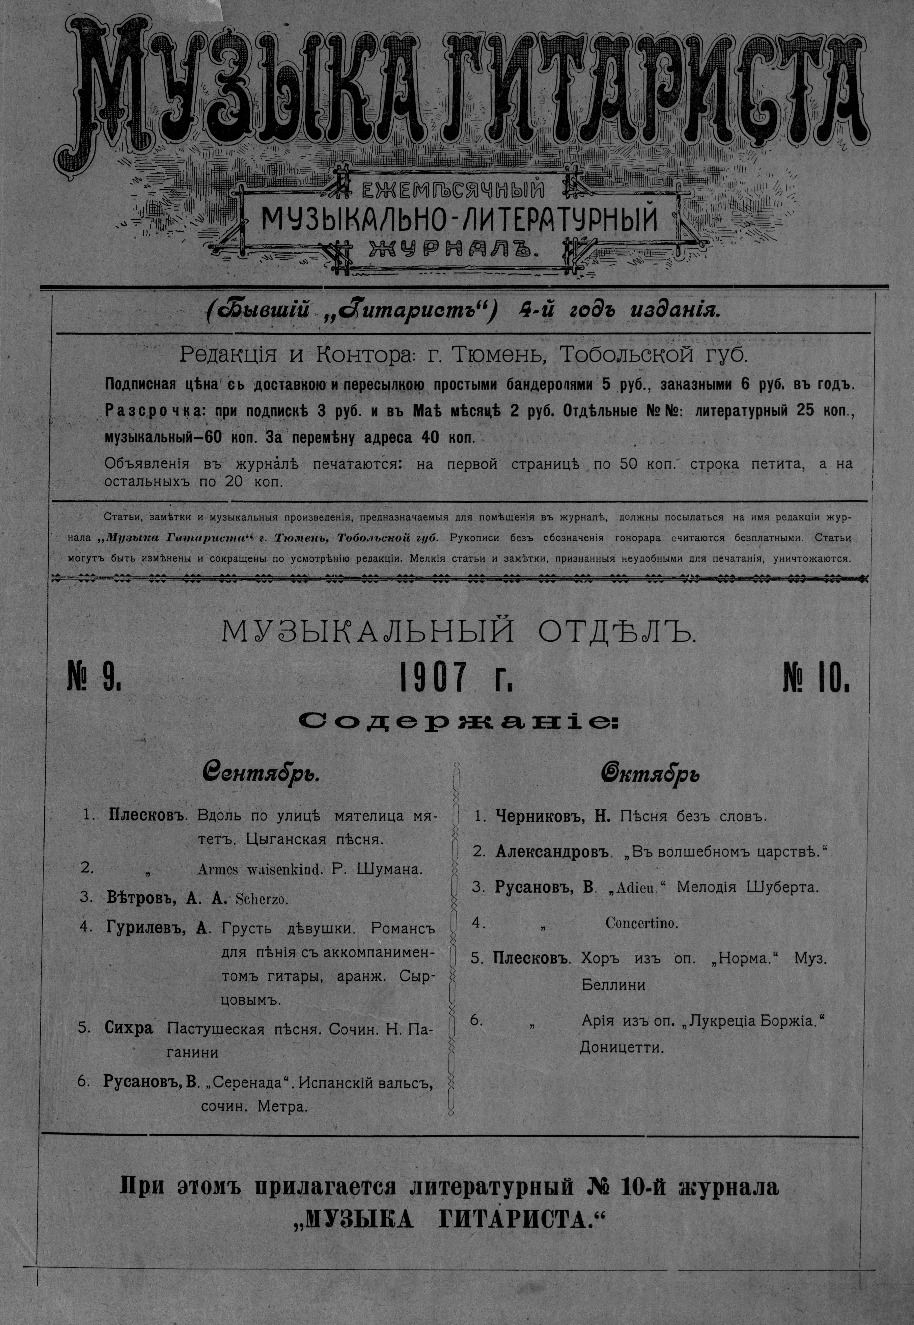 МУЗЫКА ГИТАРИСТА
ЕЖЕМѢСЯЧНЫЙ
МУЗЫКАЛЬНО-ЛИТЕРАТУРНЫЙ
ЖУРНАЛЪ.
(Бывшій „Гитаристъ“) 4-й годъ изданія.
Редакція и Контора: г. Тюмень, Тобольской губ.
Подписная цѣна съ доставкою и пересылкою простыми бандеролями 5 руб., заказными 6 руб. въ годъ.
Разсрочка: при подпискѣ 3 руб. и въ Маѣ мѣсяцѣ 2 руб. Отдѣльные №№: литературный 25 коп.,
музыкальный—60 коп. За перемѣну адреса 40 коп.
Объявленія въ журналѣ печатаются: на первой страницѣ по 50 коп. строка петита, а на
остальныхъ по 20 коп.
Статьи, замѣтки и музыкальныя произведенія, предназначаемыя для помѣщенія въ журналѣ, должны посылаться на имя редакціи жур-
нала „Музыка Гитариста“ г. Тюмень, Тобольской губ. Рукописи безъ обозначенія гонорара считаются безплатными. Статьи
могутъ быть измѣнены и сокращены по усмотрѣнію редакціи. Мелкія статьи и замѣтки, признанныя неудобными для печатанія, уничтожаются.
МУЗЫКАЛЬНЫЙ ОТДѢЛЪ.
№ 9. 1907 г. № 10.
Содержаніе:
Сентябрь.
1. Плесковъ. Вдоль по улицѣ мятелица мя-
тетъ. Цыганская пѣсня.
2. „ Armes waisenkind. Р. Шумана.
3. Вѣтровъ, А. А. Scherzo.
4. Гурилевъ, А. Грусть дѣвушки. Романсъ
для пѣнія съ аккомпанимен-
томъ гитары, аранж. Сыр-
цовымъ.
5. Сихра Пастушеская пѣсня. Сочин. Н. Па-
ганини
6. Русановъ, В. „Серенада“. Испанскій вальсъ,
сочин. Метра.
Октябрь
1. Черниковъ, Н. Пѣсня безъ словъ.
2. Александровъ. „Въ волшебномъ царствѣ.“
3. Русановъ, В. „Adieu.“ Мелодія Шуберта.
4. „ Concertino.
5. Плесковъ. Хоръ изъ оп. „Норма.“ Муз.
Беллини
6. „ Арія изъ оп. „Лукреція Боржіа.“
Доницетти.
При этомъ прилагается литературный № 10-й журнала
„МУЗЫКА ГИТАРИСТА.“